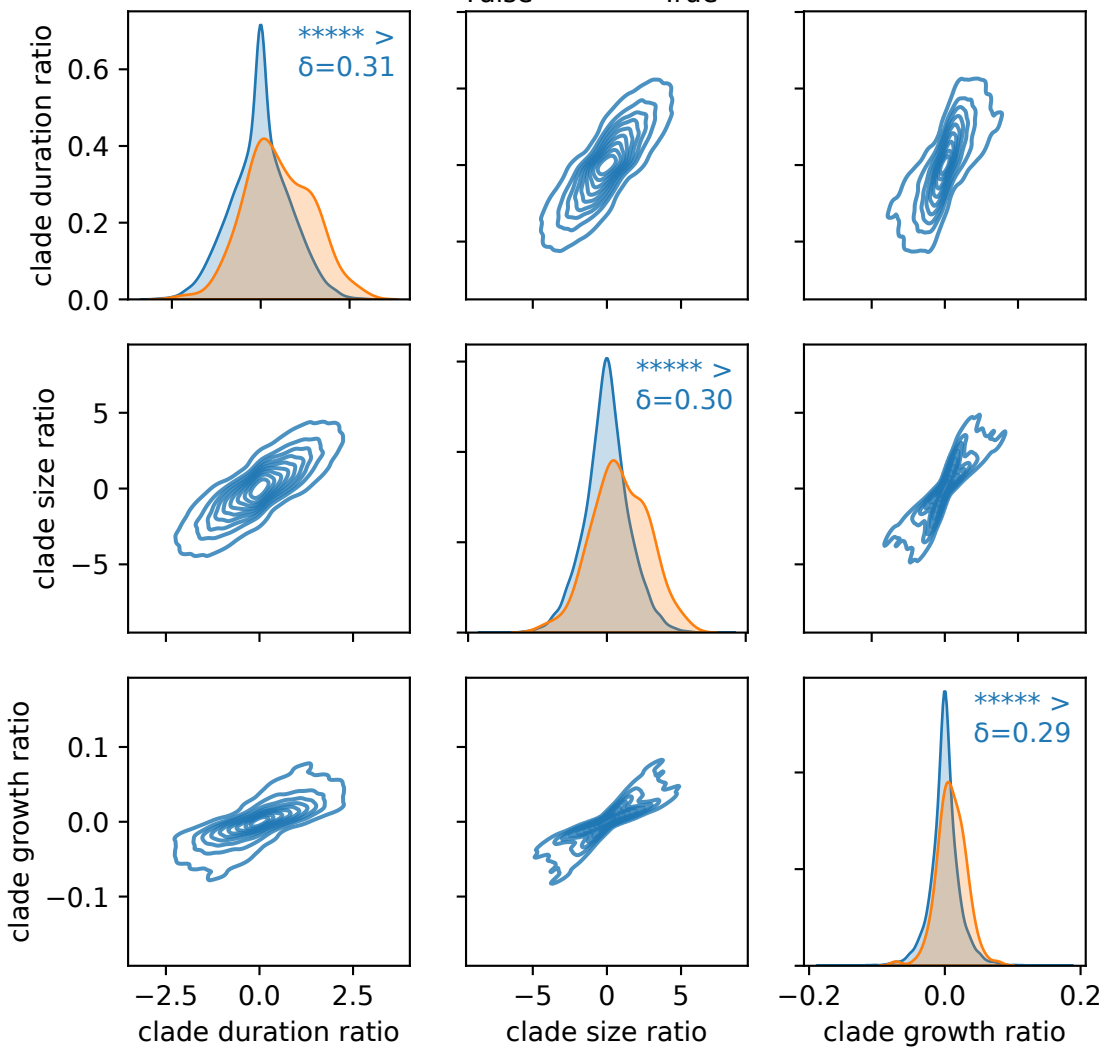 clade duration ratio
0.6
0.4
0.2
0.0
***** >
δ=0.31
clade size ratio
5
0
−5
***** >
δ=0.30
clade growth ratio
0.1
0.0
−0.1
***** >
δ=0.29
−2.5 0.0 2.5
−5 0 5
−0.2 0.0 0.2
clade duration ratio
clade size ratio
clade growth ratio